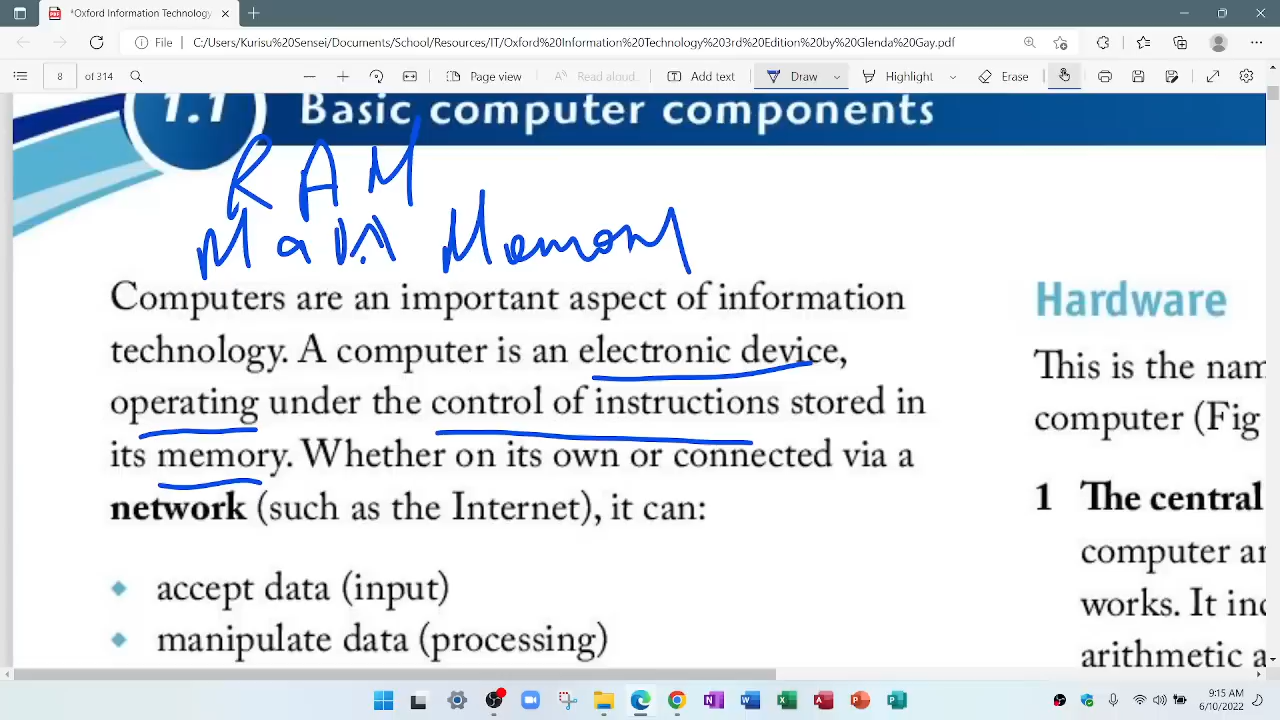 *Oxford Information Technology
File
C:/Users/Kurisu%20Sensei/Documents/School/Resources/IT/Oxford%20Information%20Technology%203rd%20Edition%20by%20Glenda%20Gay.pdf
8 of 314
Page view
Read aloud
Add text
Draw
Highlight
Erase
1.1 Basic computer components
RAM
Main Memory
Computers are an important aspect of information
technology. A computer is an electronic device,
operating under the control of instructions stored in
its memory. Whether on its own or connected via a
network (such as the Internet), it can:
accept data (input)
manipulate data (processing)
Hardware
This is the nam
computer (Fig
1 The central
computer an
works. It inc
arithmetic a
9:15 AM
6/10/2022